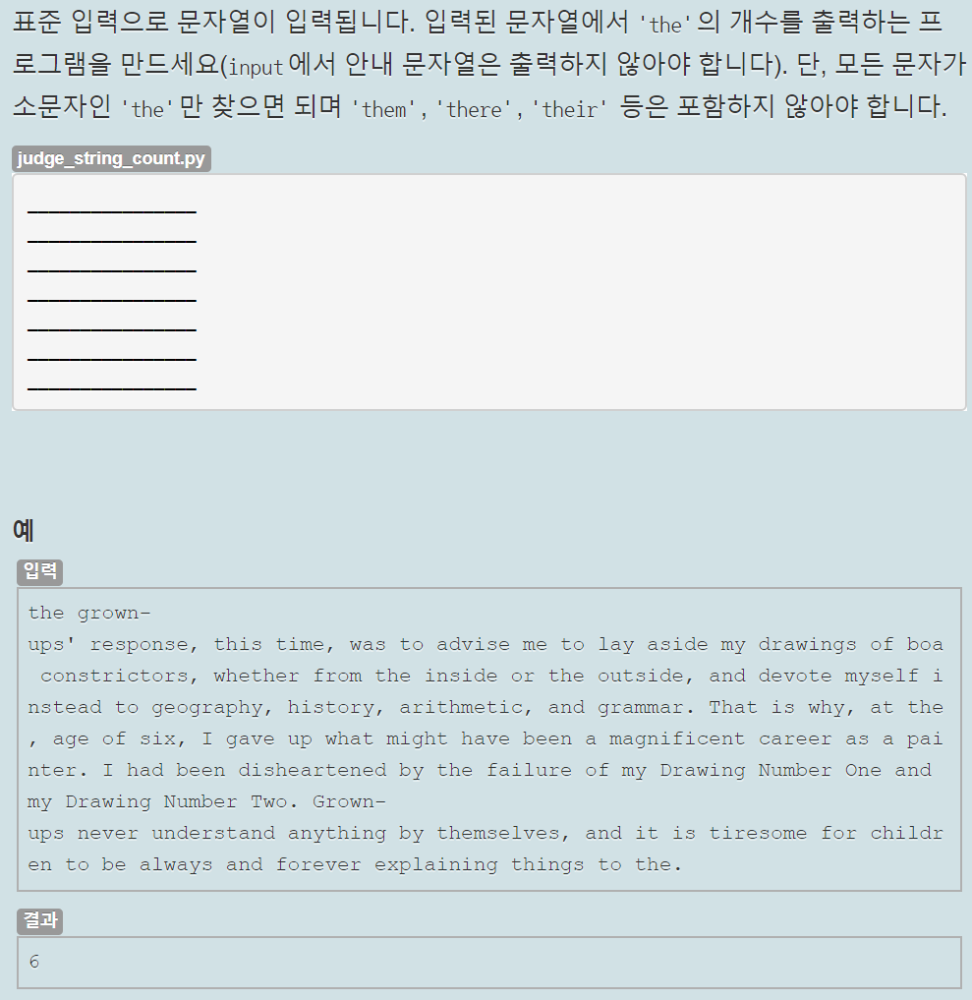 표준 입력으로 문자열이 입력됩니다. 입력된 문자열에서 'the'의 개수를 출력하는 프
로그램을 만드세요(input에서 안내 문자열은 출력하지 않아야 합니다). 단, 모든 문자가
소문자인 'the'만 찾으면 되며 'them', 'there', 'their' 등은 포함하지 않아야 합니다.
judge_string_count.py
________________
________________
________________
________________
________________
________________
________________
예
입력
the grown-
ups' response, this time, was to advise me to lay aside my drawings of boa
constrictors, whether from the inside or the outside, and devote myself i
nstead to geography, history, arithmetic, and grammar. That is why, at the
, age of six, I gave up what might have been a magnificent career as a pai
nter. I had been disheartened by the failure of my Drawing Number One and
my Drawing Number Two. Grown-
ups never understand anything by themselves, and it is tiresome for childr
en to be always and forever explaining things to the.
결과
6